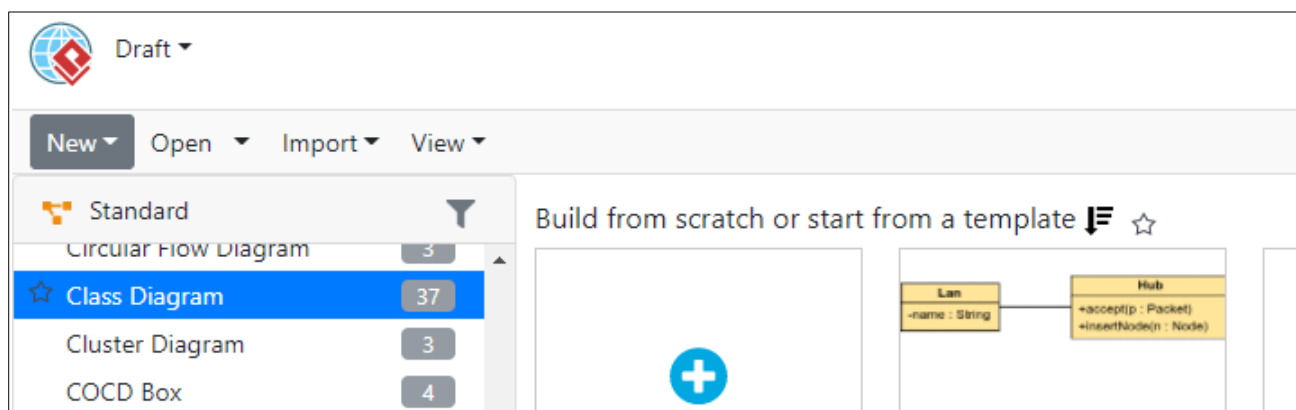 Draft
New Open Import View
Standard
Build from scratch or start from a template
Circular Flow Diagram 3
Class Diagram 37
Cluster Diagram 3
COCD Box 4
Lan
-name : String
Hub
+accept(p : Packet)
+insertNode(n : Node)